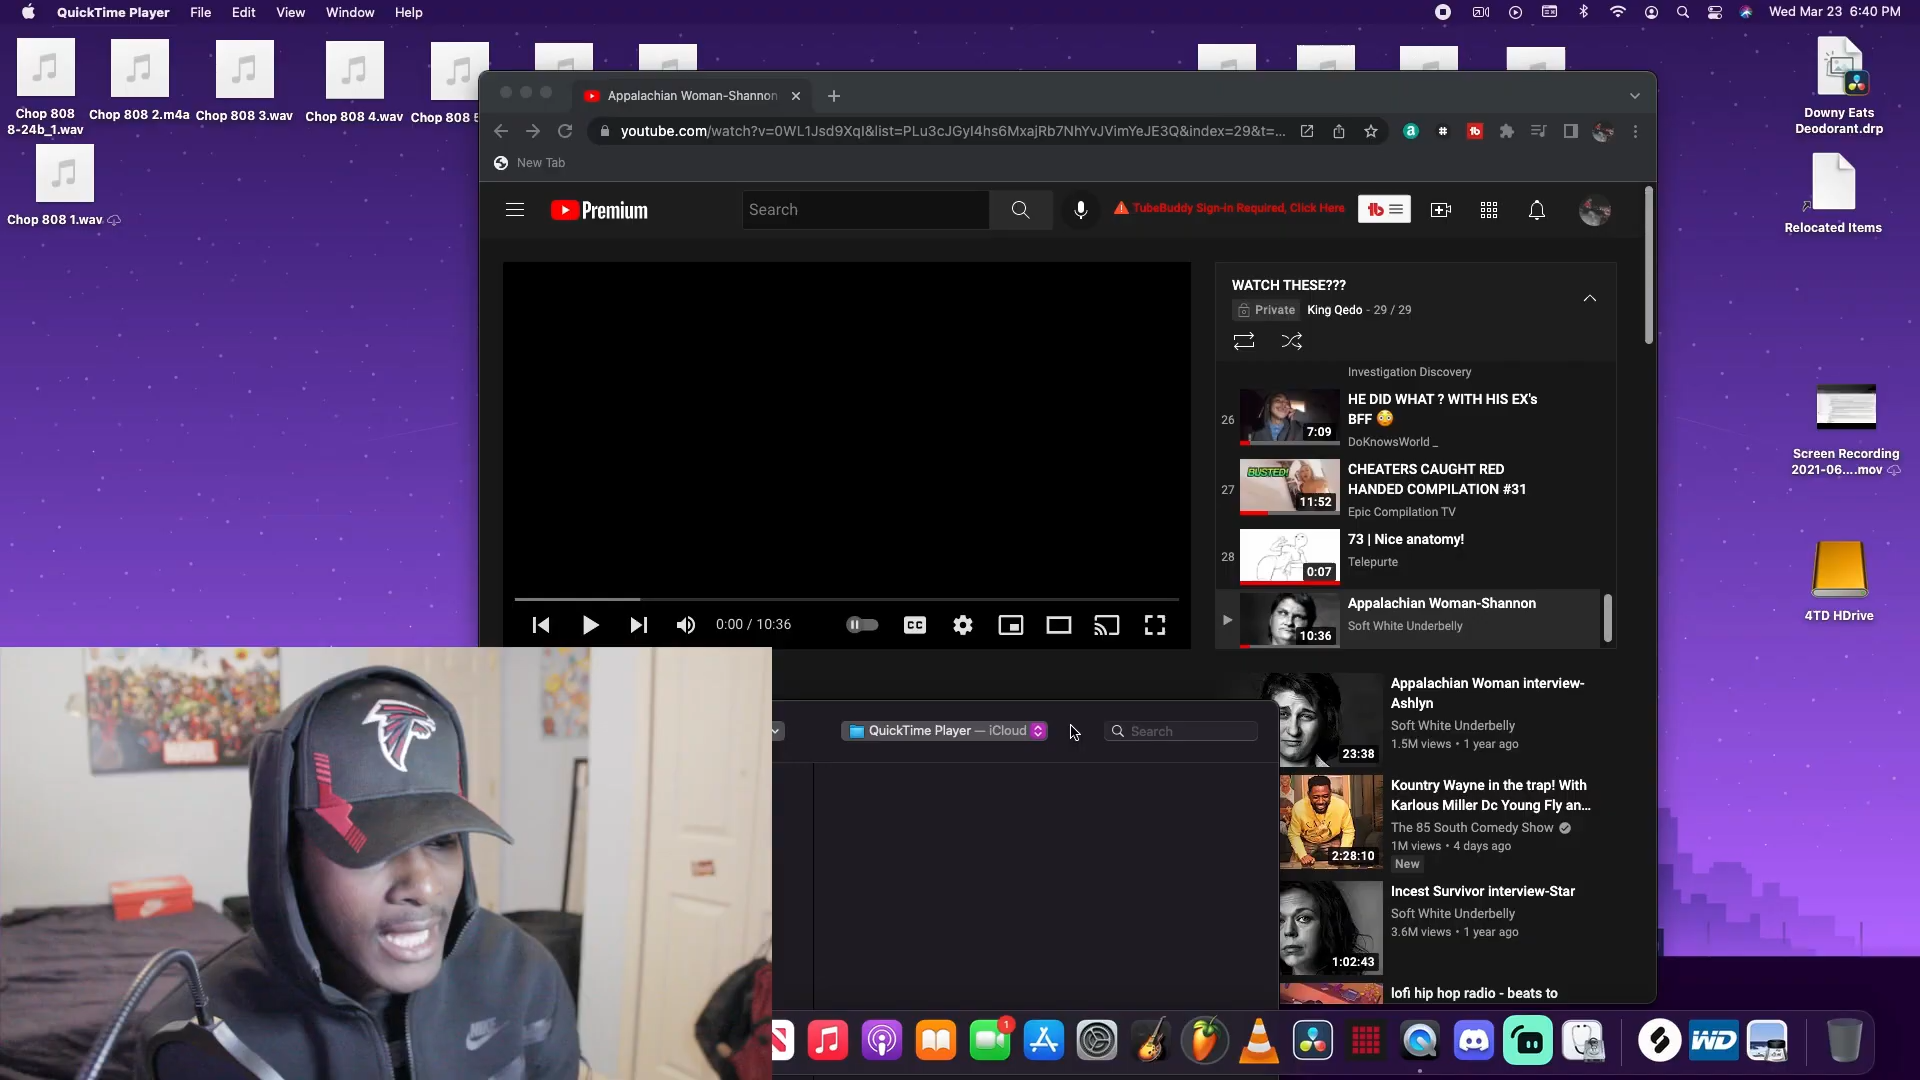 QuickTime Player File Edit View Window Help
Wed Mar 23 6:40 PM
Chop 808
8-24b_1.wav
Chop 808 2.m4a
Chop 808 3.wav
Chop 808 4.wav
Chop 808
Chop 808 1.wav
Downy Eats
Deodorant.drp
Relocated Items
Screen Recording
2021-06....mov
4TD HDrive
Appalachian Woman-Shannon
youtube.com/watch?v=0WL1Jsd9XqI&list=PLu3cJGyI4hs6MxajRb7NhYvJVimYeJE3Q&index=29&t=...
New Tab
Premium
Search
TubeBuddy Sign-in Required, Click Here
tb
WATCH THESE???
Private King Qedo - 29 / 29
Investigation Discovery
26
7:09
HE DID WHAT ? WITH HIS EX's
BFF 😳
DoKnowsWorld _
27
BUSTED!
11:52
CHEATERS CAUGHT RED
HANDED COMPILATION #31
Epic Compilation TV
28
0:07
73 | Nice anatomy!
Telepurte
10:36
Appalachian Woman-Shannon
Soft White Underbelly
0:00 / 10:36
CC
QuickTime Player — iCloud
Search
23:38
Appalachian Woman interview-
Ashlyn
Soft White Underbelly
1.5M views • 1 year ago
2:28:10
Kountry Wayne in the trap! With
Karlous Miller Dc Young Fly an...
The 85 South Comedy Show
1M views • 4 days ago
New
1:02:43
Incest Survivor interview-Star
Soft White Underbelly
3.6M views • 1 year ago
lofi hip hop radio - beats to
MARVEL
1
WD